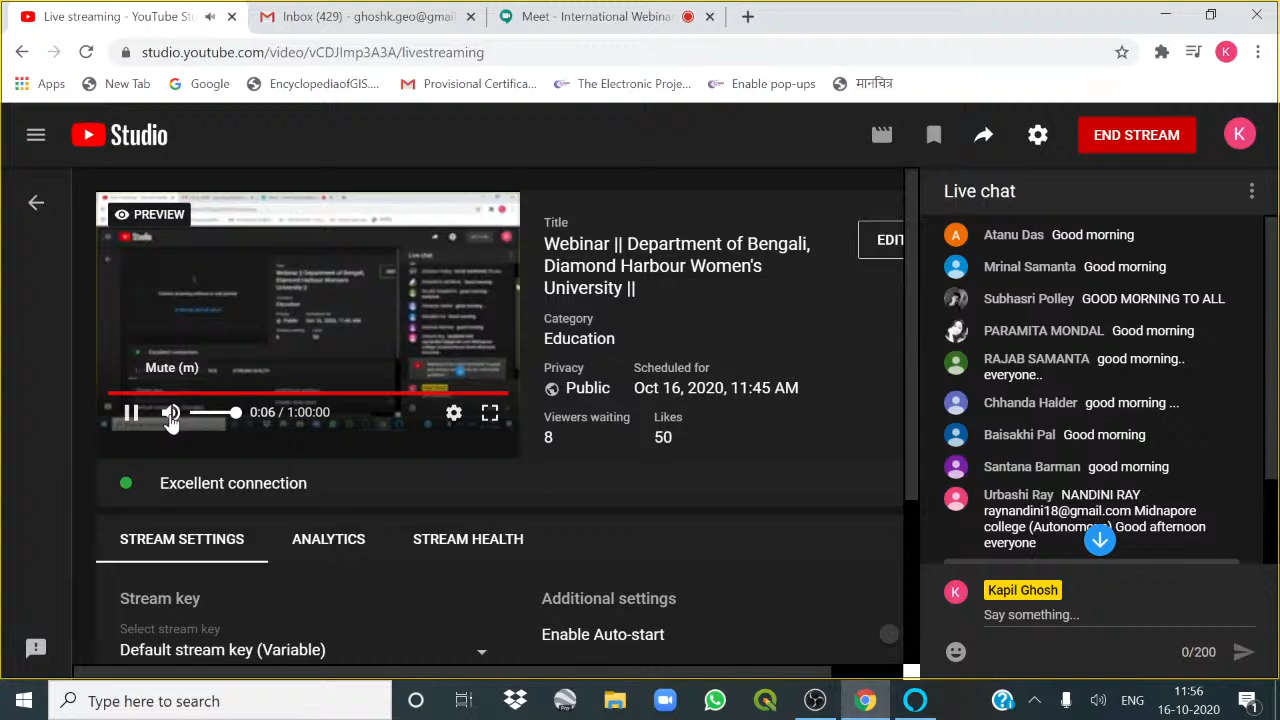 Live streaming - YouTube Stu
Inbox (429) - ghoshk.geo@gmail
Meet - International Webinar
studio.youtube.com/video/vCDJImp3A3A/livestreaming
Apps
New Tab
Google
EncyclopediaofGIS....
Provisional Certifica...
The Electronic Proje...
Enable pop-ups
मानचित्र
Studio
END STREAM
K
PREVIEW
Mute (m)
0:06 / 1:00:00
Title
Webinar || Department of Bengali,
Diamond Harbour Women's
University ||
EDIT
Category
Education
Privacy
Public
Scheduled for
Oct 16, 2020, 11:45 AM
Viewers waiting
8
Likes
50
Excellent connection
STREAM SETTINGS
ANALYTICS
STREAM HEALTH
Stream key
Select stream key
Default stream key (Variable)
Additional settings
Enable Auto-start
Live chat
A Atanu Das Good morning
Mrinal Samanta Good morning
Subhasri Polley GOOD MORNING TO ALL
PARAMITA MONDAL Good morning
RAJAB SAMANTA good morning..
everyone..
Chhanda Halder good morning ...
Baisakhi Pal Good morning
Santana Barman good morning
Urbashi Ray NANDINI RAY
raynandini18@gmail.com Midnapore
college (Autonomous) Good afternoon
everyone
K Kapil Ghosh
Say something...
0/200
Type here to search
ENG
11:56
16-10-2020
1